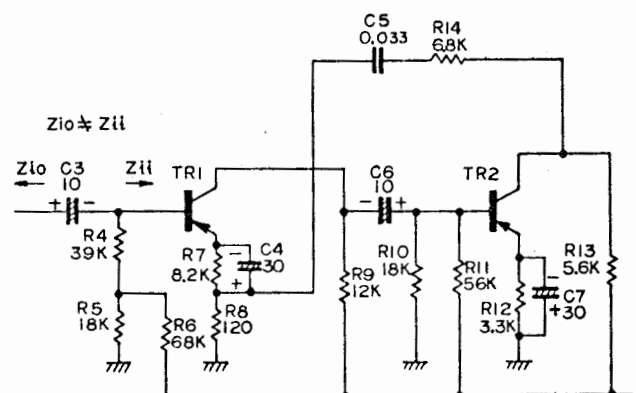 C5
0.033
R14
6.8K
Zio≠Zii
Zio
C3
10
Zii
+
-
TR1
C6
10
-
+
TR2
R4
39K
R7
8.2K
-
C4
30
+
R5
18K
R6
68K
R8
120
R9
12K
R10
18K
R11
56K
R12
3.3K
-
C7
+30
R13
5.6K